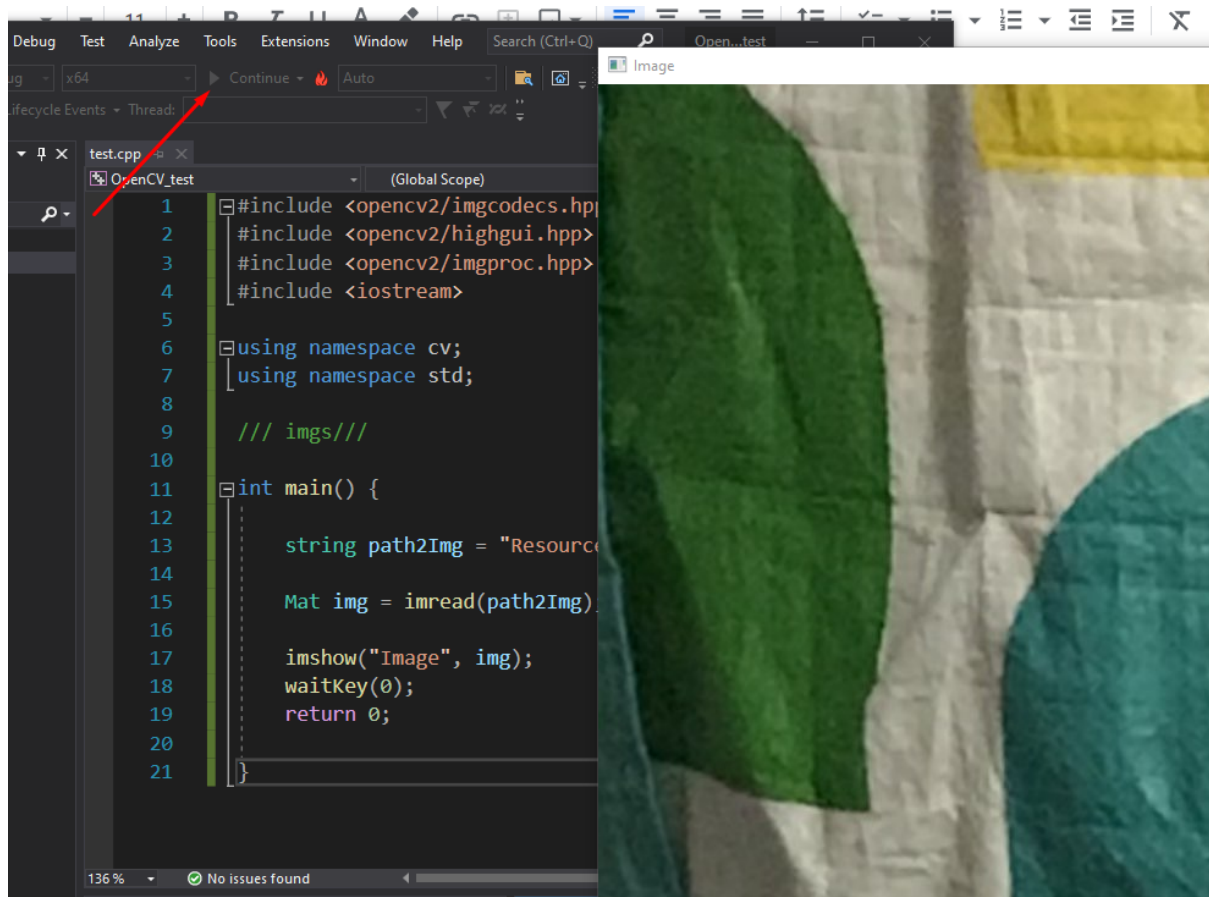 11
Debug Test Analyze Tools Extensions Window Help Search (Ctrl+Q) Open...test
x64 Continue Auto
Lifecycle Events Thread:
Image
test.cpp
OpenCV_test (Global Scope)
1 #include <opencv2/imgcodecs.hpp
2 #include <opencv2/highgui.hpp>
3 #include <opencv2/imgproc.hpp>
4 #include <iostream>
5
6 using namespace cv;
7 using namespace std;
8
9 /// imgs///
10
11 int main() {
12
13 string path2Img = "Resource
14
15 Mat img = imread(path2Img)
16
17 imshow("Image", img);
18 waitKey(0);
19 return 0;
20
21 }
136 % No issues found